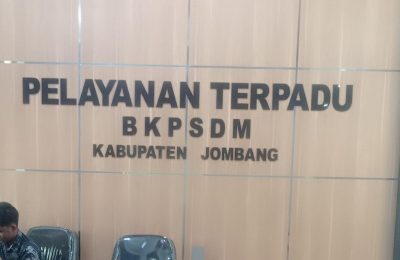 PELAYANAN TERPADU
BKPSDM
KABUPATEN JOMBANG